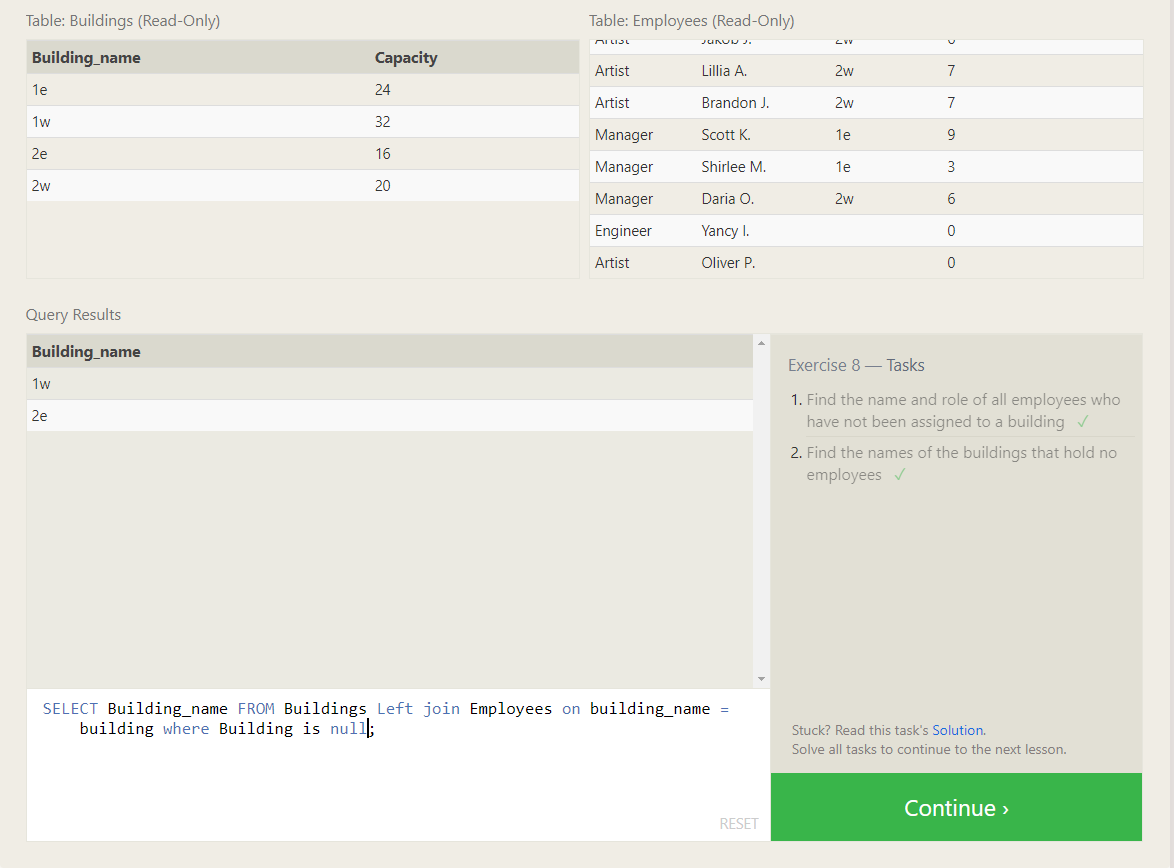 Table: Buildings (Read-Only)
Building_name Capacity
1e 24
1w 32
2e 16
2w 20
Table: Employees (Read-Only)
Artist Jakob J. 2w 6
Artist Lillia A. 2w 7
Artist Brandon J. 2w 7
Manager Scott K. 1e 9
Manager Shirlee M. 1e 3
Manager Daria O. 2w 6
Engineer Yancy I. 0
Artist Oliver P. 0
Query Results
Building_name
1w
2e
SELECT Building_name FROM Buildings Left join Employees on building_name =
building where Building is null;
RESET
Exercise 8 — Tasks
1. Find the name and role of all employees who
have not been assigned to a building ✓
2. Find the names of the buildings that hold no
employees ✓
Stuck? Read this task's Solution.
Solve all tasks to continue to the next lesson.
Continue ›